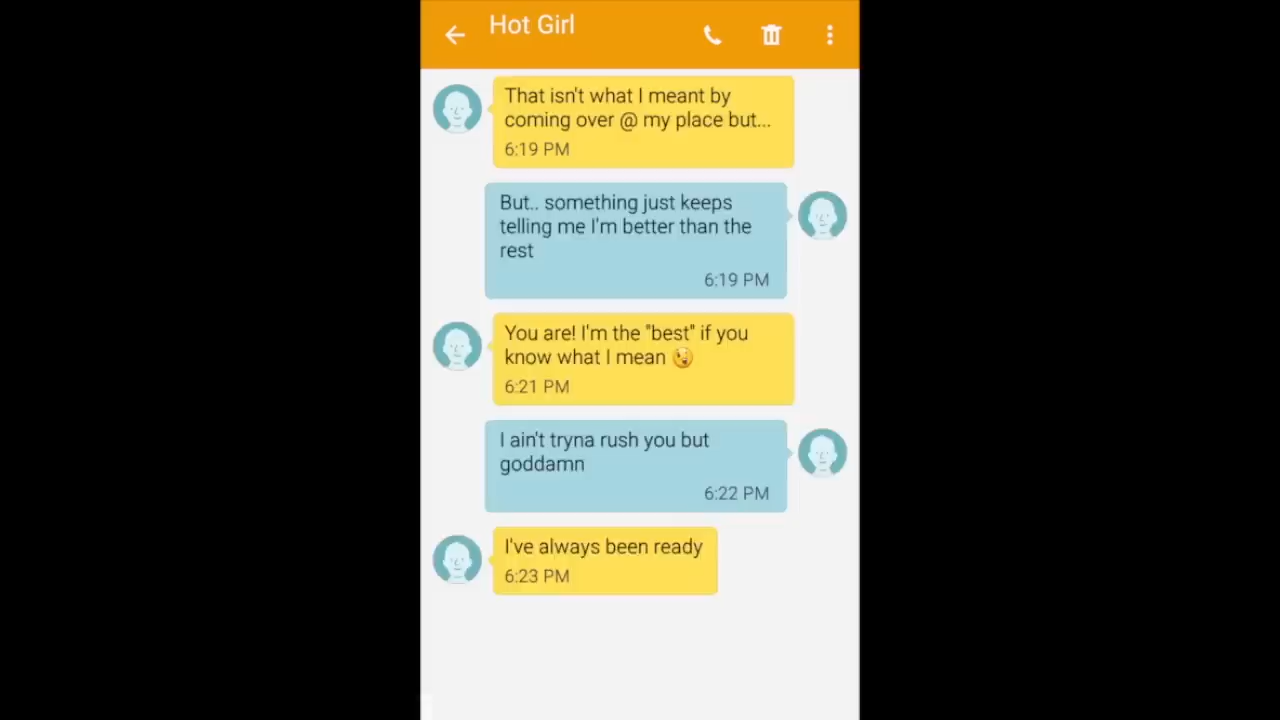 Hot Girl
That isn't what I meant by
coming over @ my place but...
6:19 PM
But.. something just keeps
telling me I'm better than the
rest
6:19 PM
You are! I'm the "best" if you
know what I mean 😉
6:21 PM
I ain't tryna rush you but
goddamn
6:22 PM
I've always been ready
6:23 PM